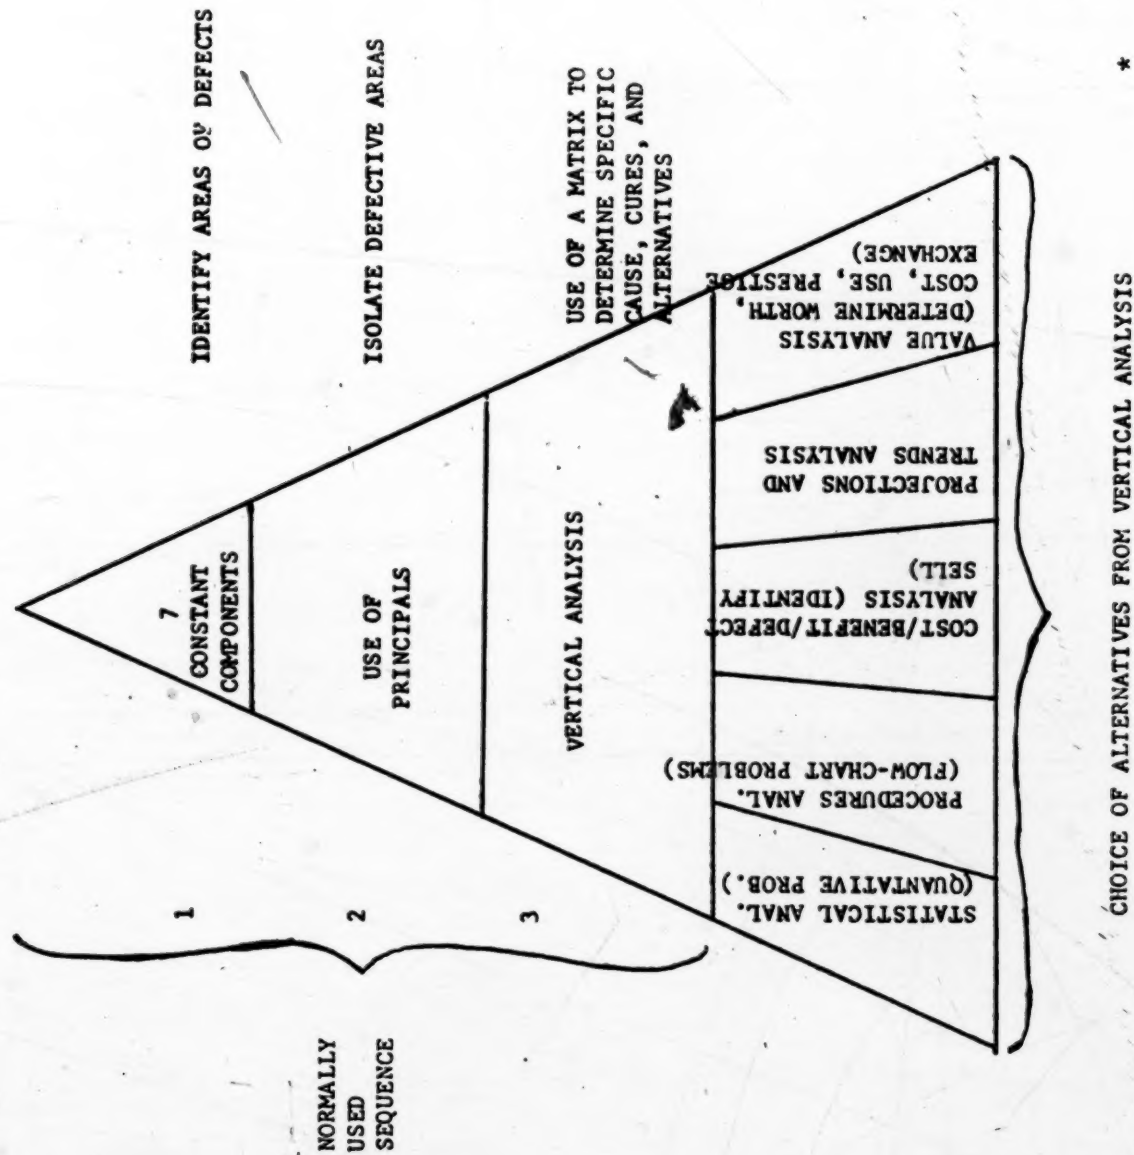 IDENTIFY AREAS OF DEFECTS
ISOLATE DEFECTIVE AREAS
USE OF A MATRIX TO
DETERMINE SPECIFIC
CAUSE, CURES, AND
ALTERNATIVES
7
CONSTANT
COMPONENTS
USE OF
PRINCIPALS
VERTICAL ANALYSIS
1
2
3
NORMALLY
USED
SEQUENCE
STATISTICAL ANAL.
(QUANTATIVE PROB.)
PROCEDURES ANAL.
(FLOW-CHART PROBLEMS)
COST/BENEFIT/DEFECT
ANALYSIS (IDENTIFY
SELL)
PROJECTIONS AND
TRENDS ANALYSIS
VALUE ANALYSIS
(DETERMINE WORTH,
COST, USE, PRESTIGE
EXCHANGE)
CHOICE OF ALTERNATIVES FROM VERTICAL ANALYSIS *